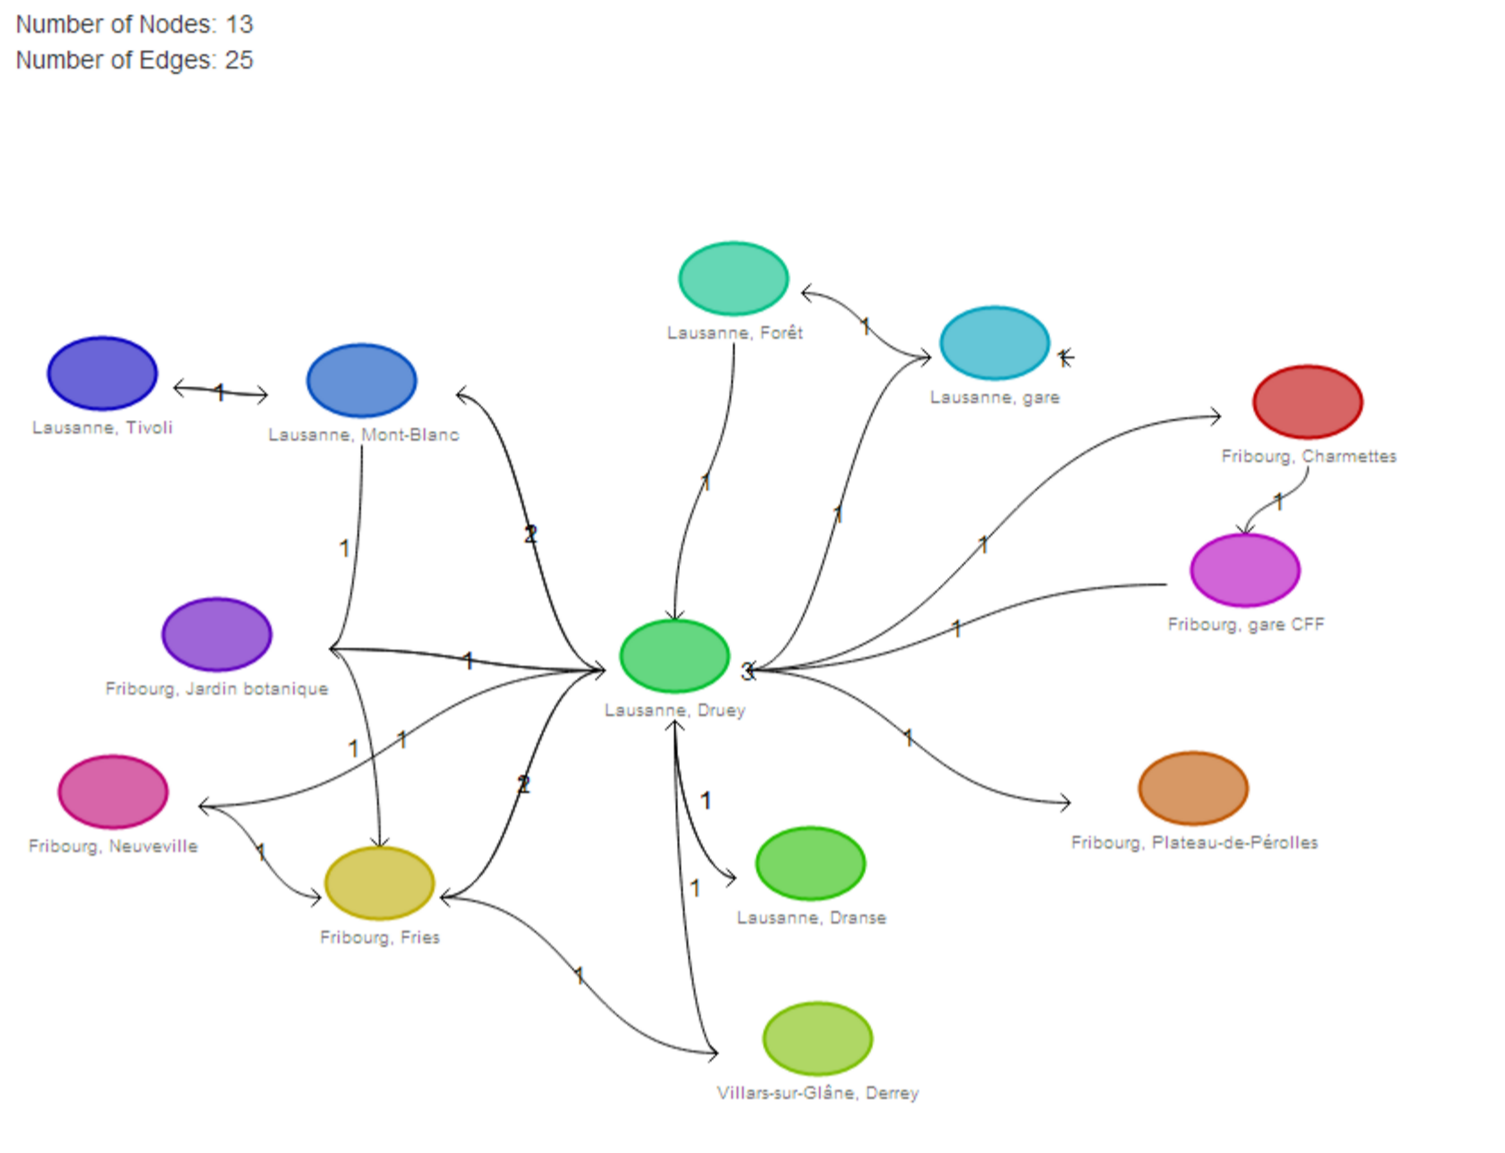 Number of Nodes: 13
Number of Edges: 25
Lausanne, Forêt
1
Lausanne, gare
1
Lausanne, Tivoli
1
Lausanne, Mont-Blanc
Fribourg, Charmettes
1
1
1
2
1
1
Fribourg, gare CFF
1
Fribourg, Jardin botanique
1
3
Lausanne, Druey
1
1
1
2
1
Fribourg, Neuveville
1
Fribourg, Fries
1
Fribourg, Plateau-de-Pérolles
Lausanne, Dranse
1
Villars-sur-Glâne, Derrey